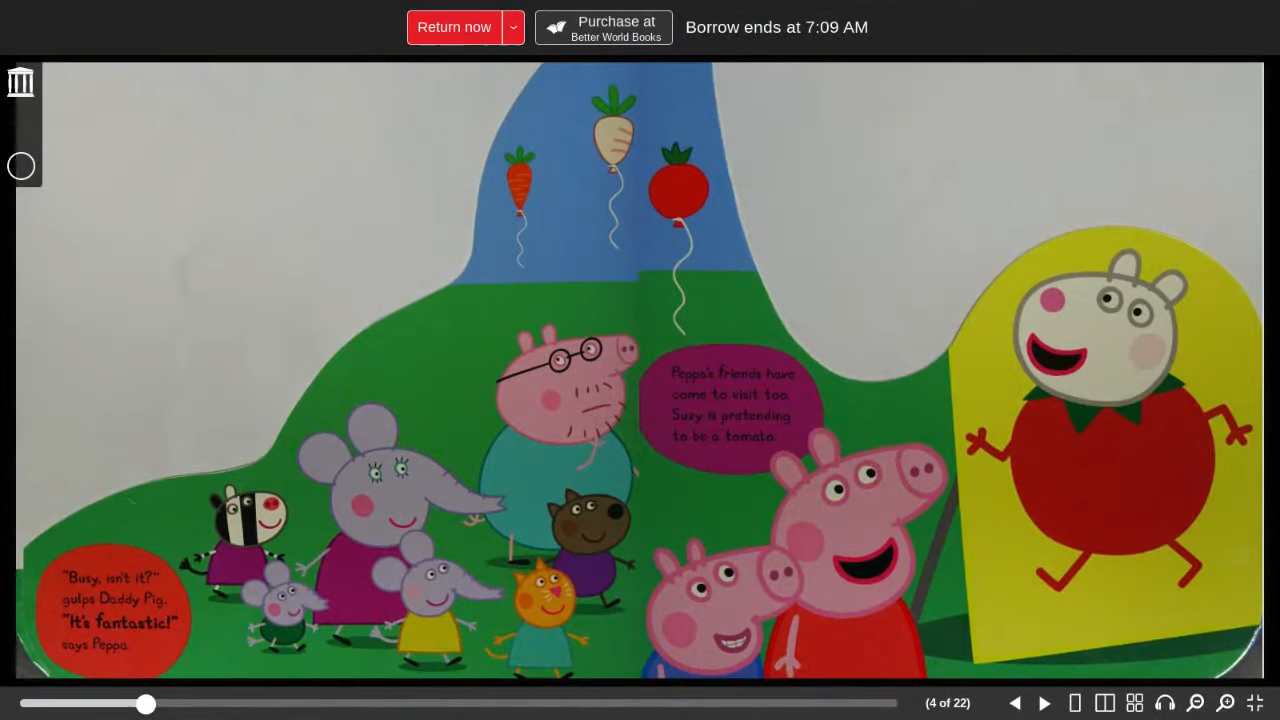 Return now
Purchase at
Better World Books
Borrow ends at 7:09 AM
"Busy, isn't it?"
gulps Daddy Pig.
"It's fantastic!"
says Peppa.
Peppa's friends have
come to visit too.
Suzy is pretending
to be a tomato.
(4 of 22)